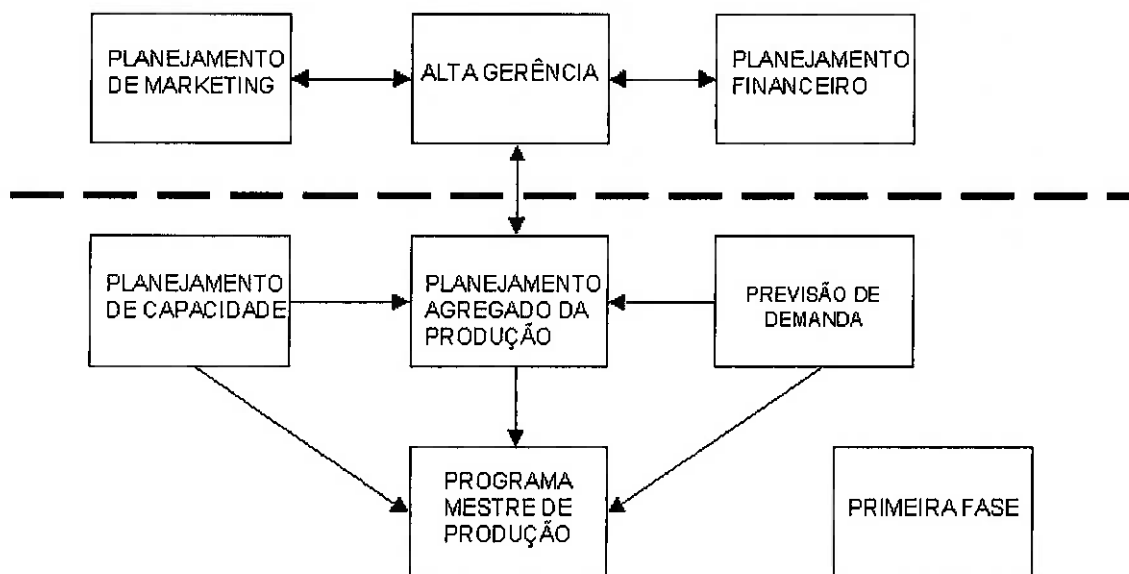 PLANEJAMENTO
DE MARKETING
ALTA GERÊNCIA
PLANEJAMENTO
FINANCEIRO
PLANEJAMENTO
DE CAPACIDADE
PLANEJAMENTO
AGREGADO DA
PRODUÇÃO
PREVISÃO DE
DEMANDA
PROGRAMA
MESTRE DE
PRODUÇÃO
PRIMEIRA FASE